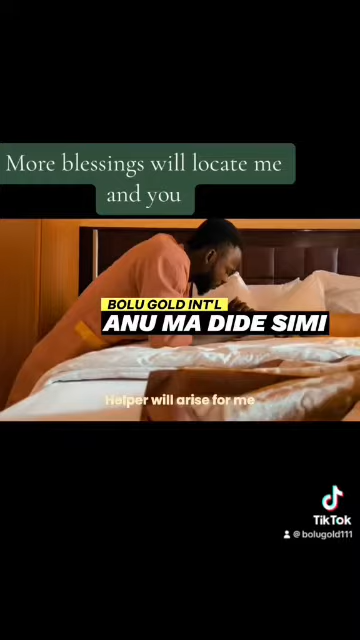 More blessings will locate me
and you
BOLU GOLD INT'L
ANU MA DIDE SIMI
Helper will arise for me
TikTok
@bolugold111